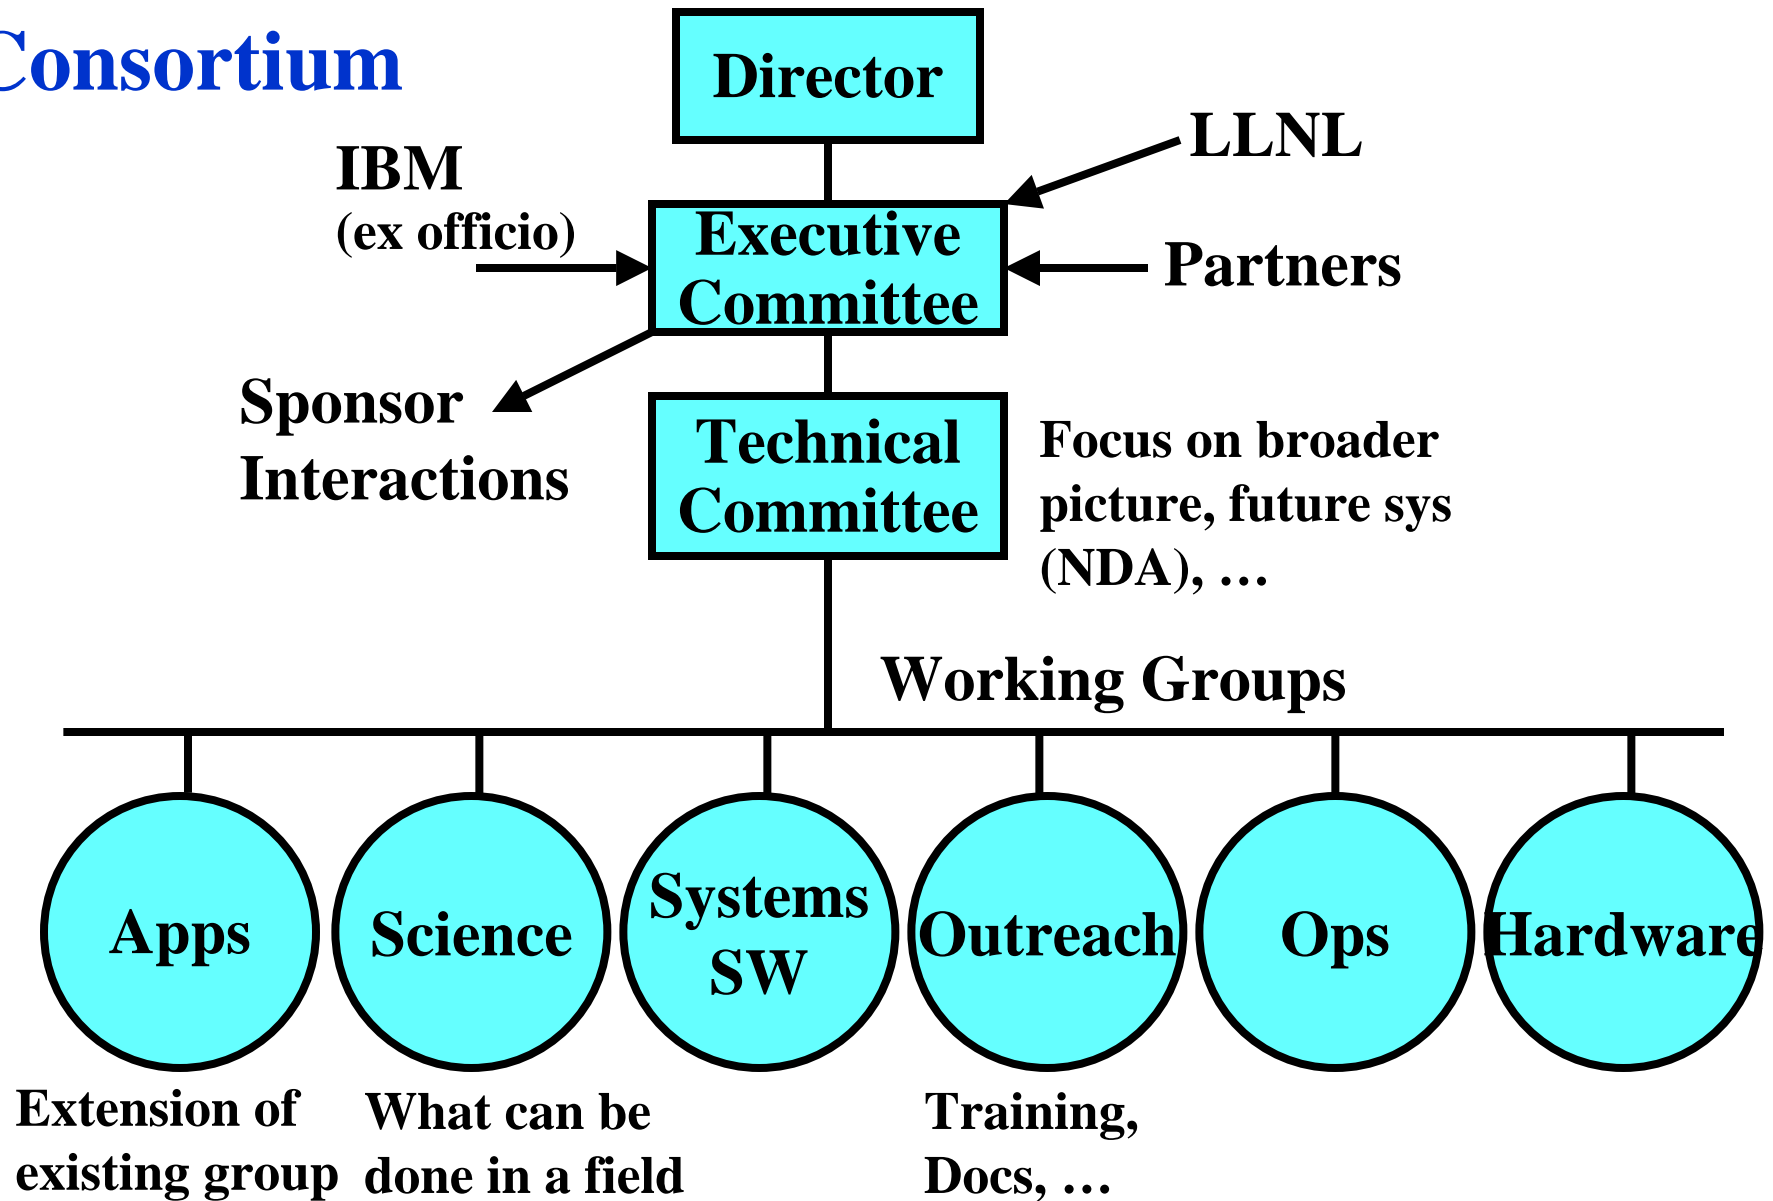 Consortium
Director
LLNL
IBM
(ex officio)
Executive
Committee
Partners
Sponsor
Interactions
Technical
Committee
Focus on broader
picture, future sys
(NDA), …
Working Groups
Apps
Science
Systems
SW
Outreach
Ops
Hardware
Extension of
existing group
What can be
done in a field
Training,
Docs, …